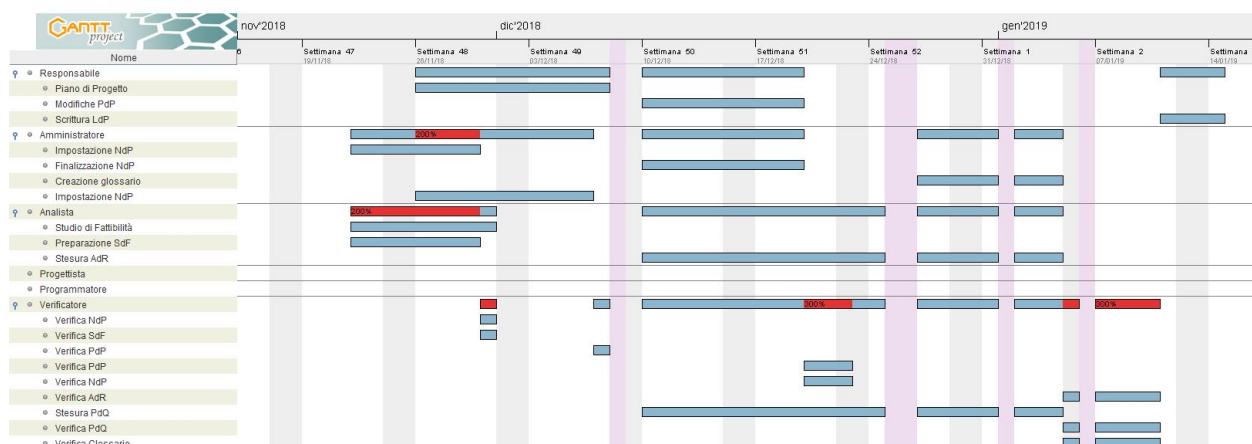 GANTT
project
nov'2018
dic'2018
gen'2019
Nome
6
Settimana 47
Settimana 48
Settimana 49
Settimana 50
Settimana 51
Settimana 52
Settimana 1
Settimana 2
Settimana
19/11/18
26/11/18
03/12/18
10/12/18
17/12/18
24/12/18
31/12/18
07/01/19
14/01/19
Responsabile
Piano di Progetto
Modifiche PdP
Scrittura LdP
Amministratore
200%
Impostazione NdP
Finalizzazione NdP
Creazione glossario
Impostazione NdP
Analista
200%
Studio di Fattibilità
Preparazione SdF
Stesura AdR
Progettista
Programmatore
Verificatore
300%
300%
Verifica NdP
Verifica SdF
Verifica PdP
Verifica PdP
Verifica NdP
Verifica AdR
Stesura PdQ
Verifica PdQ
Verifica Glossario